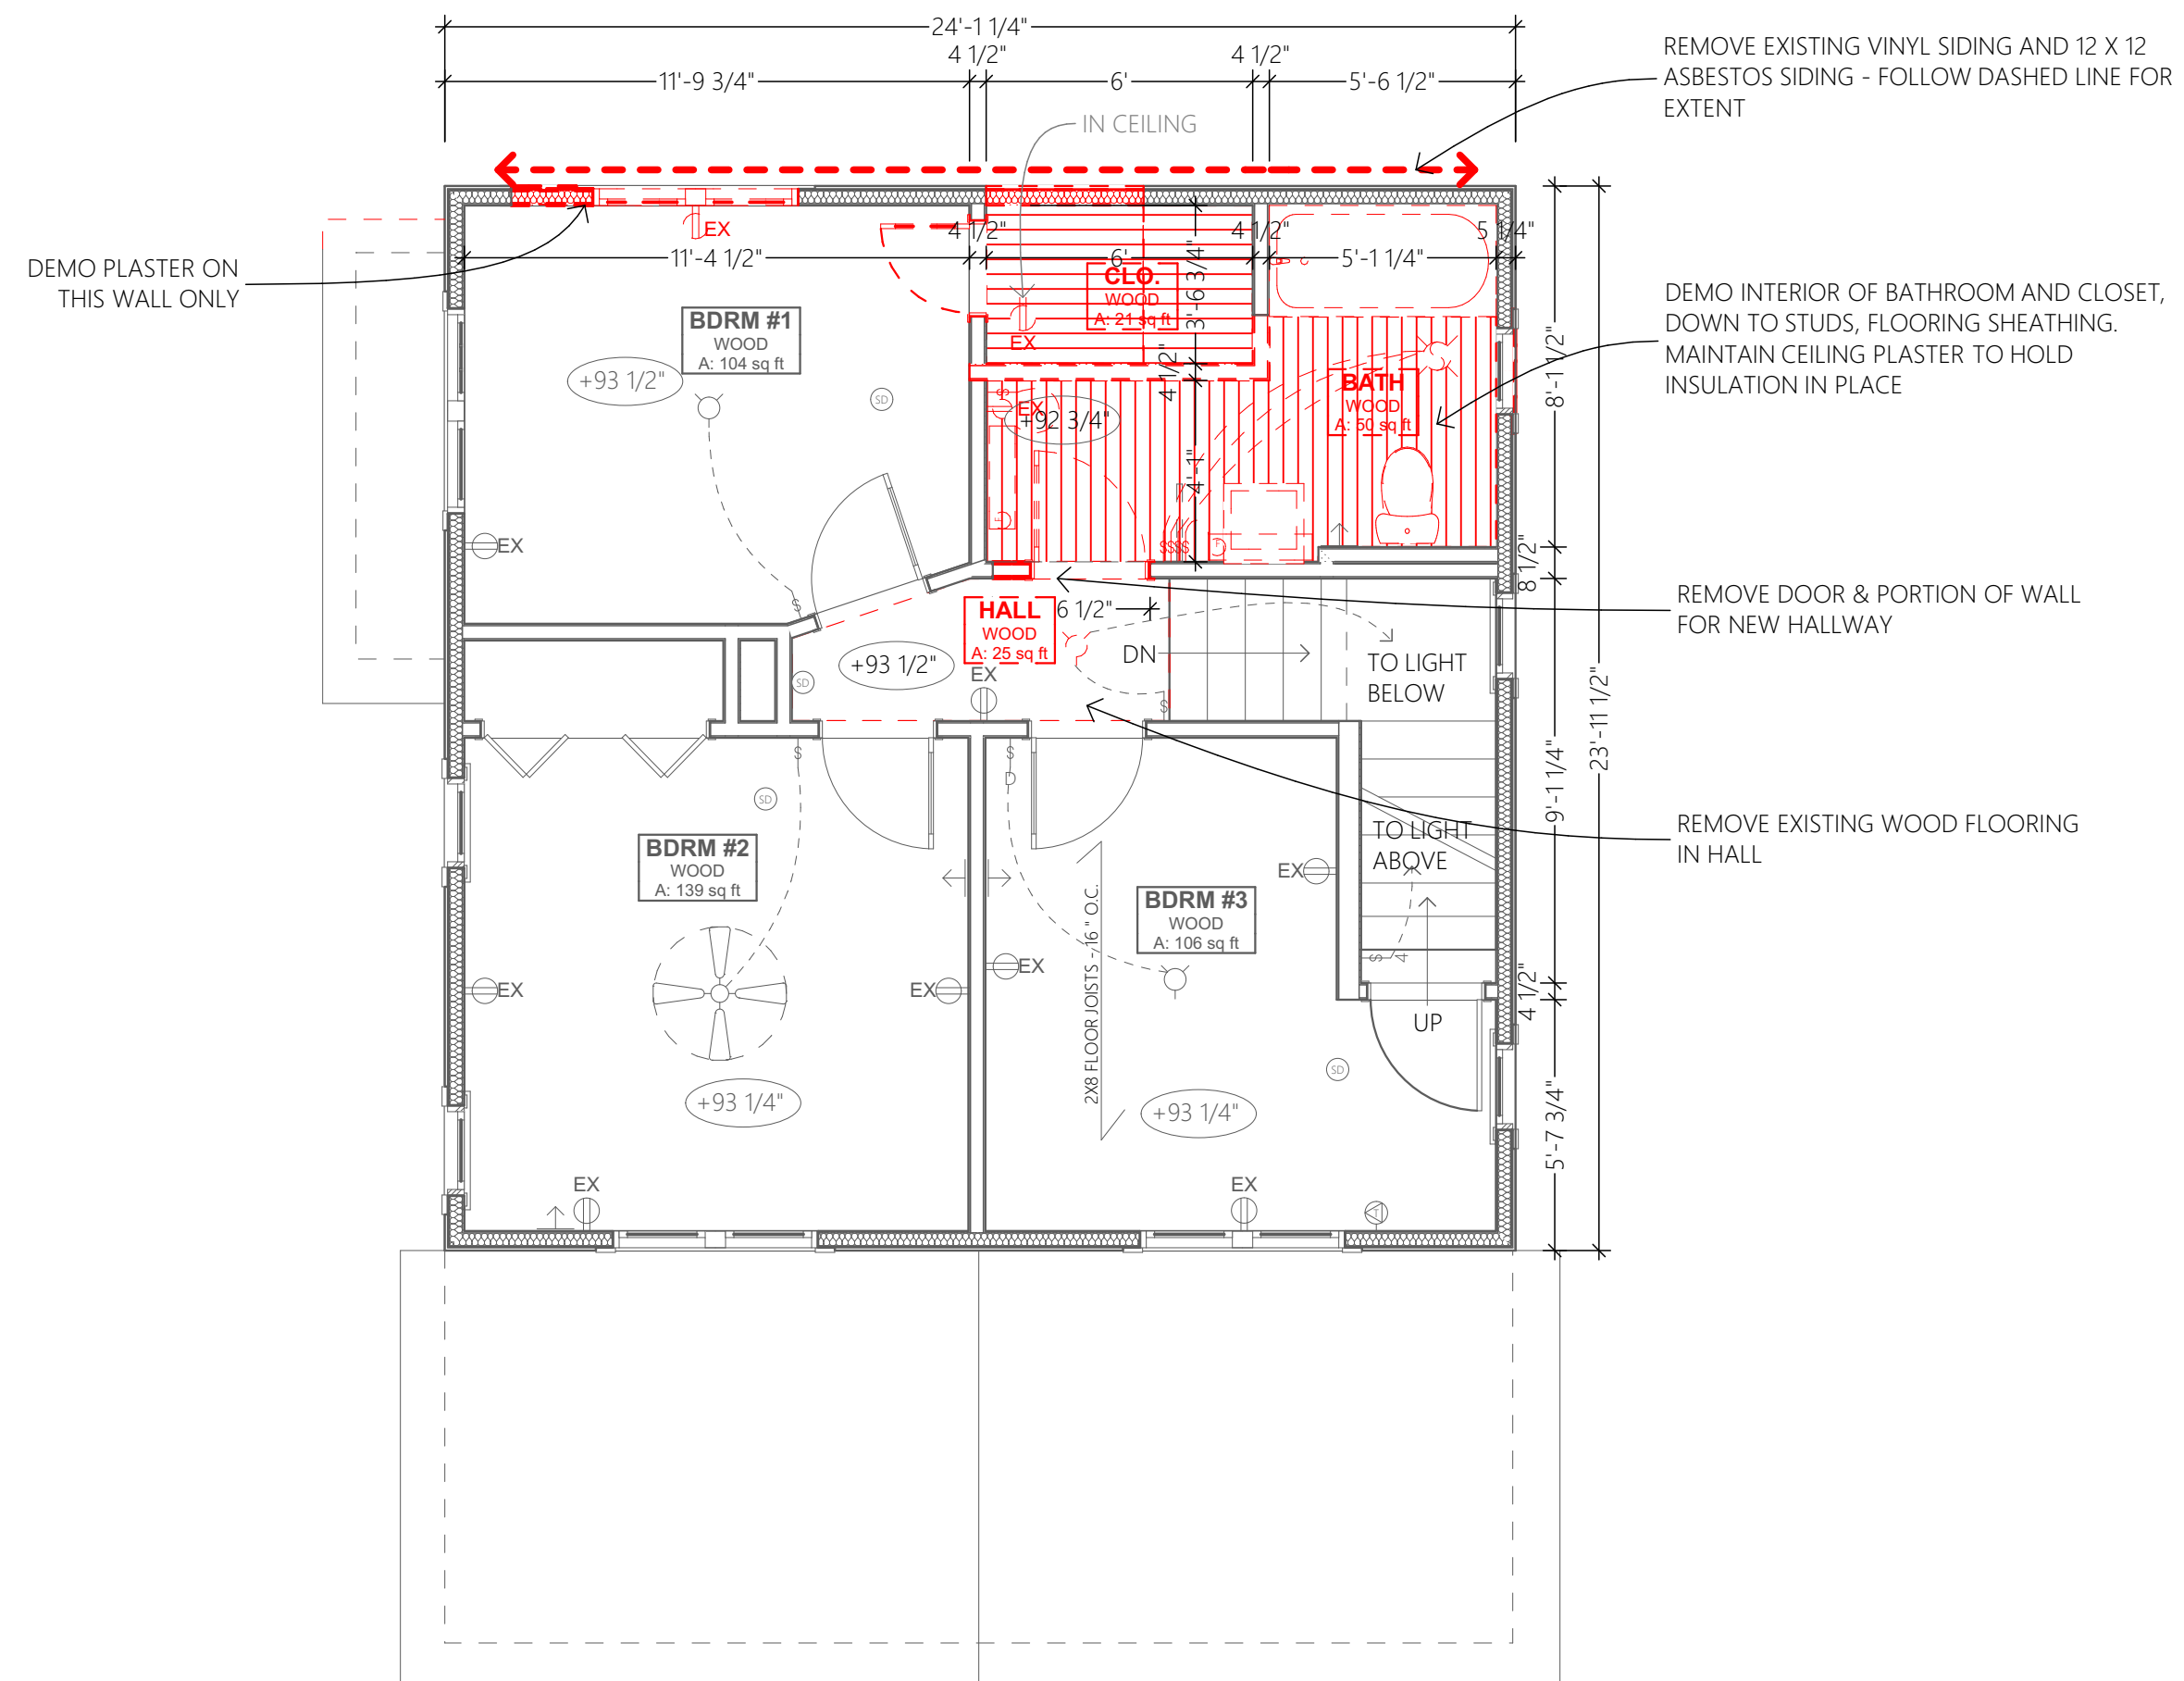 24'-1 1/4"
4 1/2"
4 1/2"
11'-9 3/4"
6'
5'-6 1/2"
REMOVE EXISTING VINYL SIDING AND 12 X 12
ASBESTOS SIDING - FOLLOW DASHED LINE FOR
EXTENT
IN CEILING
EX
4 1/2"
4 1/2"
5 1/4"
11'-4 1/2"
6'
5'-1 1/4"
DEMO PLASTER ON
THIS WALL ONLY
CLO.
WOOD
A: 21 sq ft
3'-6 3/4"
EX
DEMO INTERIOR OF BATHROOM AND CLOSET,
DOWN TO STUDS, FLOORING SHEATHING.
MAINTAIN CEILING PLASTER TO HOLD
INSULATION IN PLACE
BDRM #1
WOOD
A: 104 sq ft
+93 1/2"
SD
4 1/2"
8'-1 1/2"
BATH
WOOD
A: 50 sq ft
S
EX
+92 3/4"
4'-1"
EX
SSSS
S
8 1/2"
HALL
WOOD
A: 25 sq ft
6 1/2"
REMOVE DOOR & PORTION OF WALL
FOR NEW HALLWAY
+93 1/2"
SD
EX
DN
S
TO LIGHT
BELOW
23'-11 1/2"
9'-1 1/4"
S
SD
S
D
TO LIGHT
ABOVE
REMOVE EXISTING WOOD FLOORING
IN HALL
BDRM #2
WOOD
A: 139 sq ft
EX
BDRM #3
WOOD
A: 106 sq ft
2X8 FLOOR JOISTS - 16 " O.C.
EX
EX
EX
S
4
4 1/2"
UP
SD
+93 1/4"
+93 1/4"
5'-7 3/4"
EX
EX
T